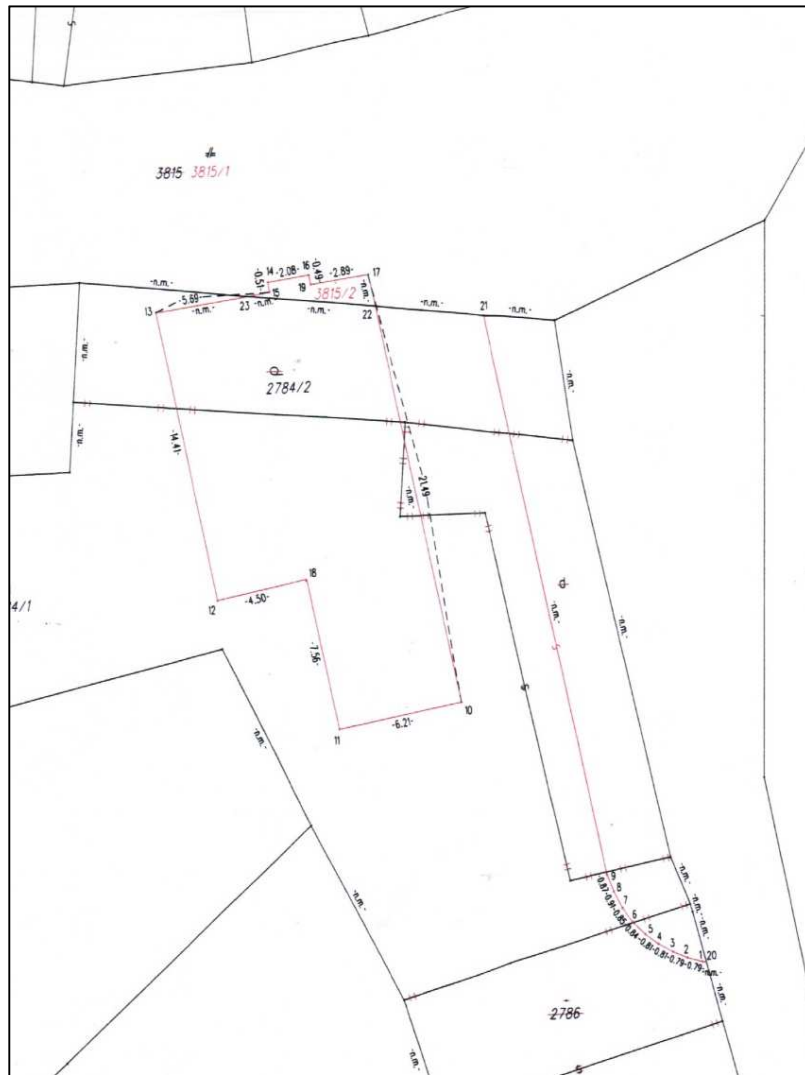 3815 3815/1
14 -2.08- 16
-0.51-
-0.49-
-2.89-
17
15
19
3815/2
-5.69-
13
23
-n.m.-
-n.m.-
-n.m.-
-n.m.-
22
-n.m.-
21
-n.m.-
-n.m.-
2784/2
-n.m.-
-n.m.-
-14.41-
-21.49-
-n.m.-
18
12
-4.50-
4/1
-7.56-
-n.m.-
-n.m.-
10
-6.21-
11
-n.m.-
-n.m.-
9
8
7
6
5
4
3
2
1 20
-0.87-0.91-0.85-0.84-0.81-0.81-0.79-0.79-n.m.-
-n.m.-
-n.m.-
-n.m.-
-n.m.-
2786
-n.m.-